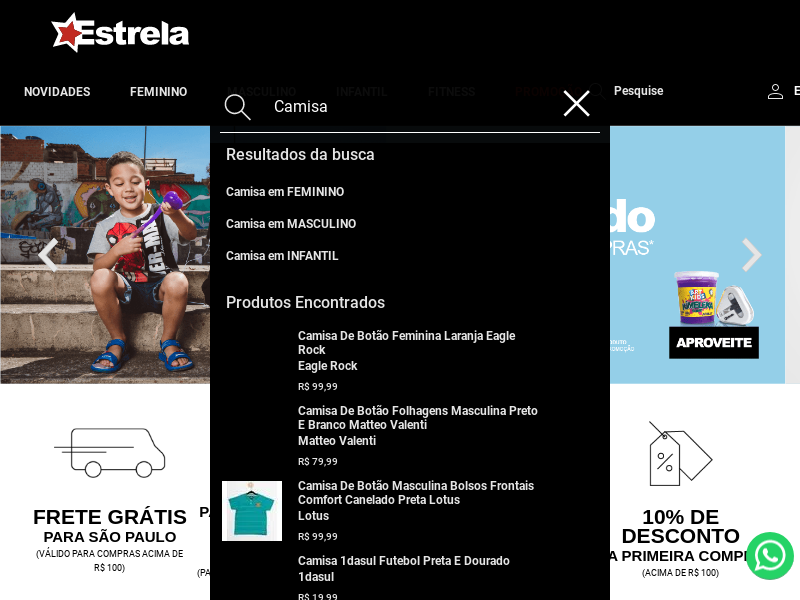 Estrela
NOVIDADES
FEMININO
MASCULINO
INFANTIL
FITNESS
Pesquise
E
Camisa
Resultados da busca
Camisa em FEMININO
Camisa em MASCULINO
Camisa em INFANTIL
Produtos Encontrados
Camisa De Botão Feminina Laranja Eagle
Rock
Eagle Rock
R$ 99,99
Camisa De Botão Folhagens Masculina Preto
E Branco Matteo Valenti
Matteo Valenti
R$ 79,99
Camisa De Botão Masculina Bolsos Frontais
Comfort Canelado Preta Lotus
Lotus
R$ 99,99
Camisa 1dasul Futebol Preta E Dourado
1dasul
R$ 19,99
do
PRAS*
APROVEITE
FRETE GRÁTIS
PARA SÃO PAULO
(VÁLIDO PARA COMPRAS ACIMA DE
R$ 100)
P
(PA
10% DE
DESCONTO
A PRIMEIRA COMP
(ACIMA DE R$ 100)